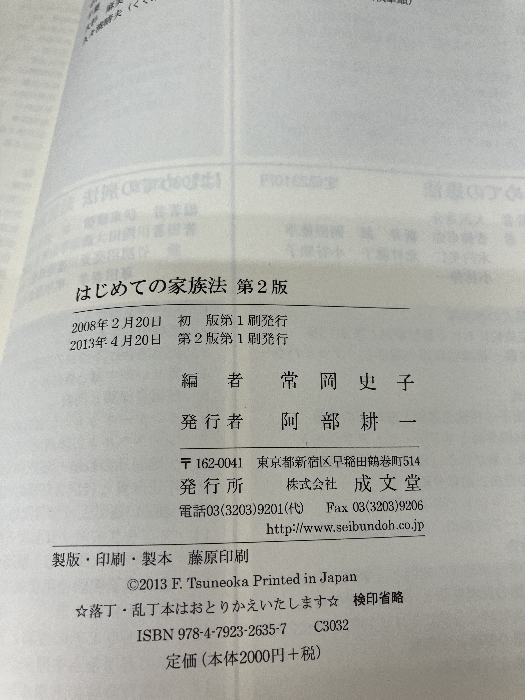 はじめての家族法 第2版
2008年2月20日 初 版第1刷発行
2013年4月20日 第2版第1刷発行
編 者 常 岡 史 子
発行者 阿 部 耕 一
〒162-0041 東京都新宿区早稲田鶴巻町514
発行所 株式会社 成文堂
電話03(3203)9201(代) Fax 03(3203)9206
http://www.seibundoh.co.jp
製版・印刷・製本 藤原印刷
©2013 F. Tsuneoka Printed in Japan
☆落丁・乱丁本はおとりかえいたします☆ 検印省略
ISBN 978-4-7923-2635-7 C3032
定価(本体2000円+税)